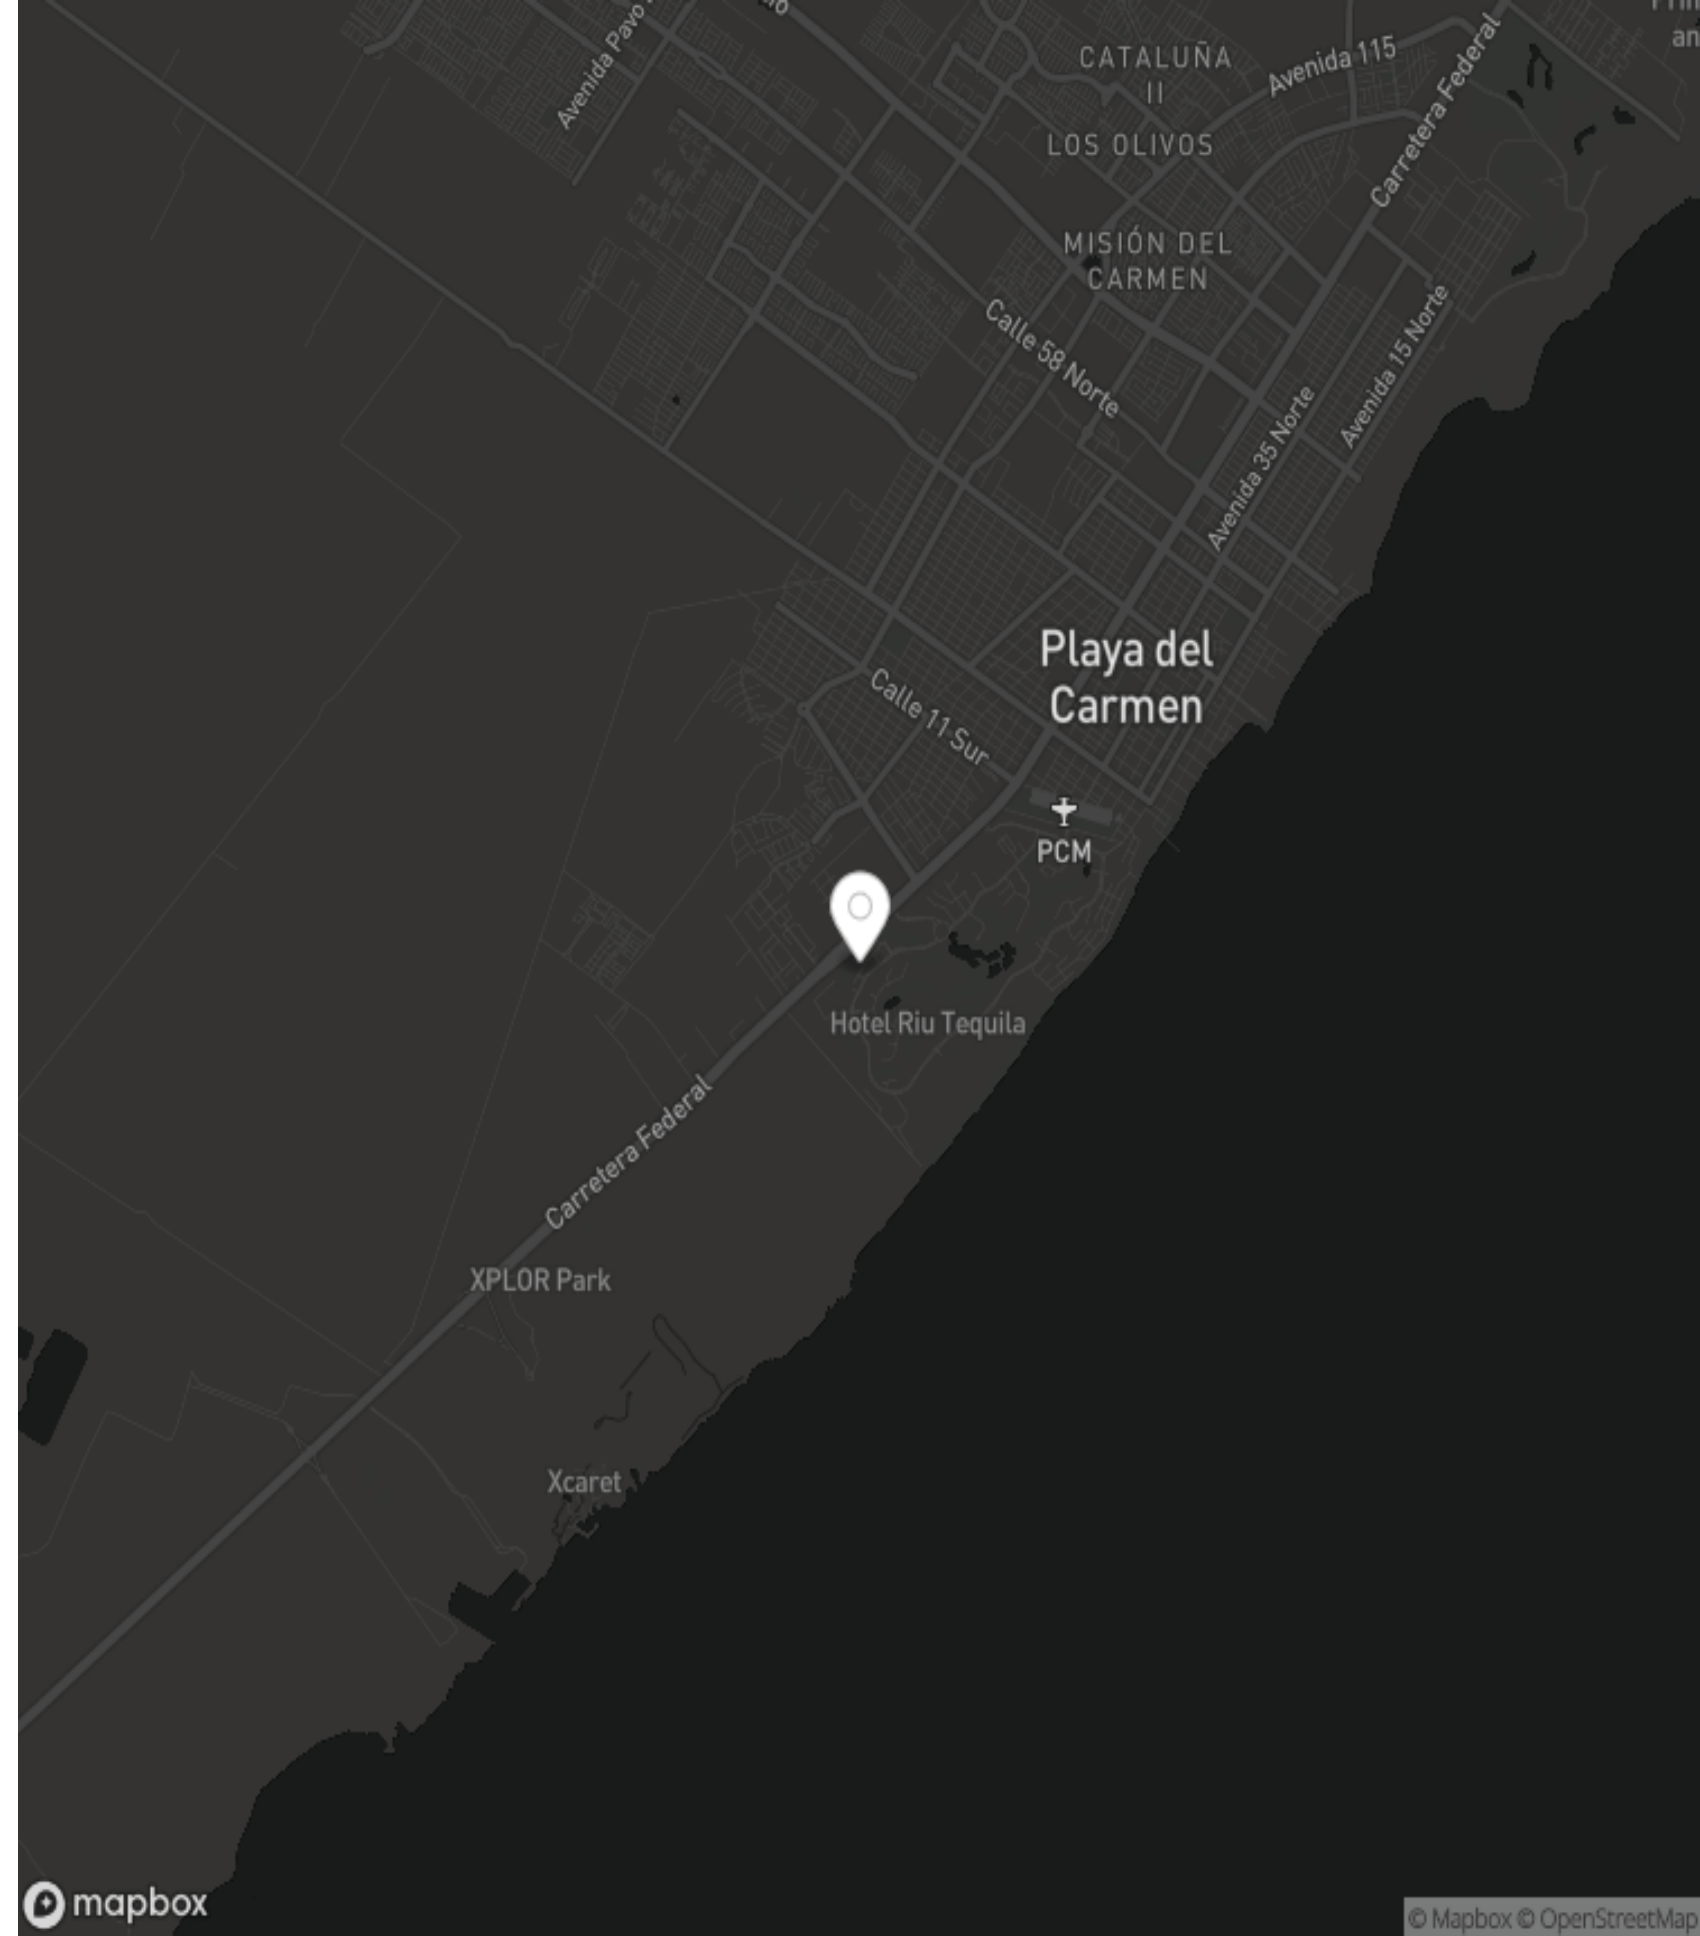 Avenida Pavo
CATALUÑA
II
Avenida 115
Carretera Federal
LOS OLIVOS
MISIÓN DEL
CARMEN
Calle 58 Norte
Avenida 15 Norte
Avenida 35 Norte
Playa del
Carmen
Calle 11 Sur
PCM
Hotel Riu Tequila
Carretera Federal
XPLOR Park
Xcaret
mapbox
© Mapbox © OpenStreetMap